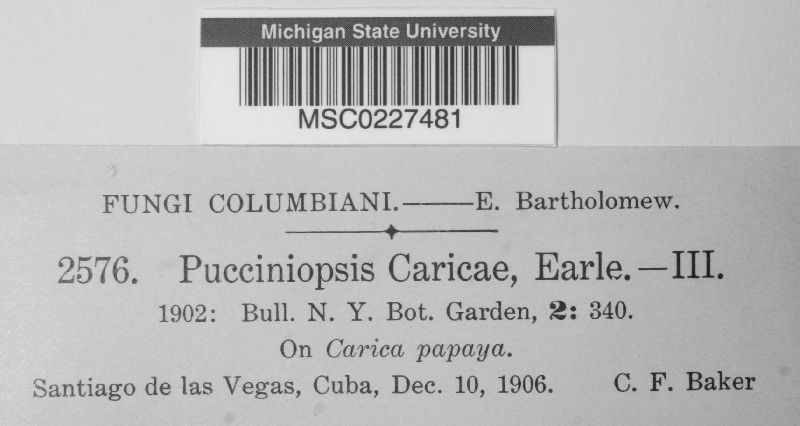 Michigan State University
MSC0227481
FUNGI COLUMBIANI.——E. Bartholomew.
2576. Pucciniopsis Caricae, Earle.—III.
1902: Bull. N. Y. Bot. Garden, 2: 340.
On Carica papaya.
Santiago de las Vegas, Cuba, Dec. 10, 1906. C. F. Baker